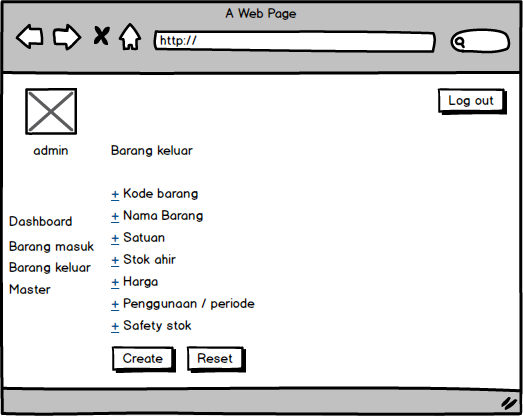 A Web Page
http://
Log out
admin
Barang keluar
Dashboard
Barang masuk
Barang keluar
Master
+ Kode barang
+ Nama Barang
+ Satuan
+ Stok ahir
+ Harga
+ Penggunaan / periode
+ Safety stok
Create
Reset